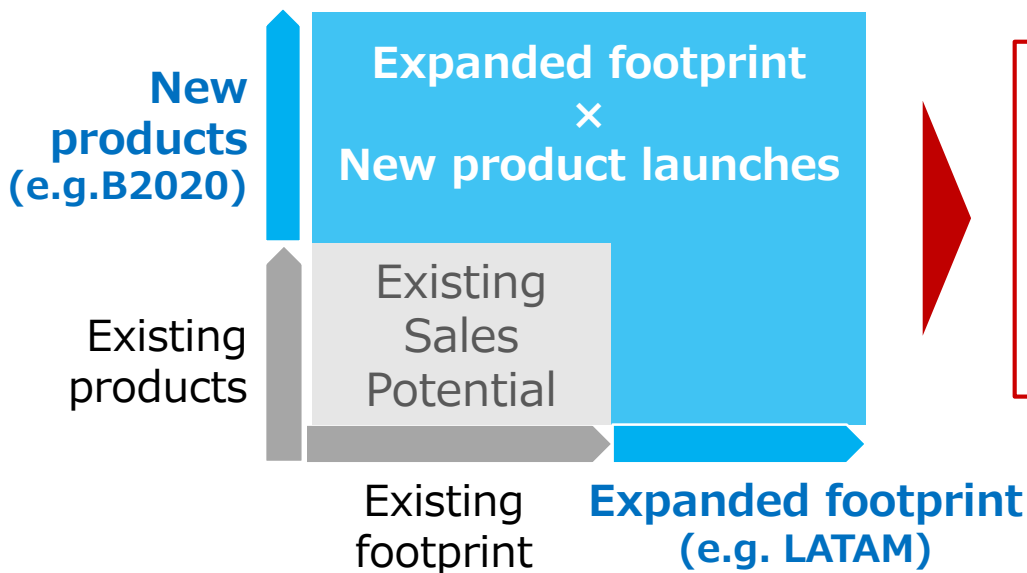 Expanded footprint
×
New product launches
New
products
(e.g.B2020)
Existing
Sales
Potential
Existing
products
Existing
footprint
Expanded footprint
(e.g. LATAM)